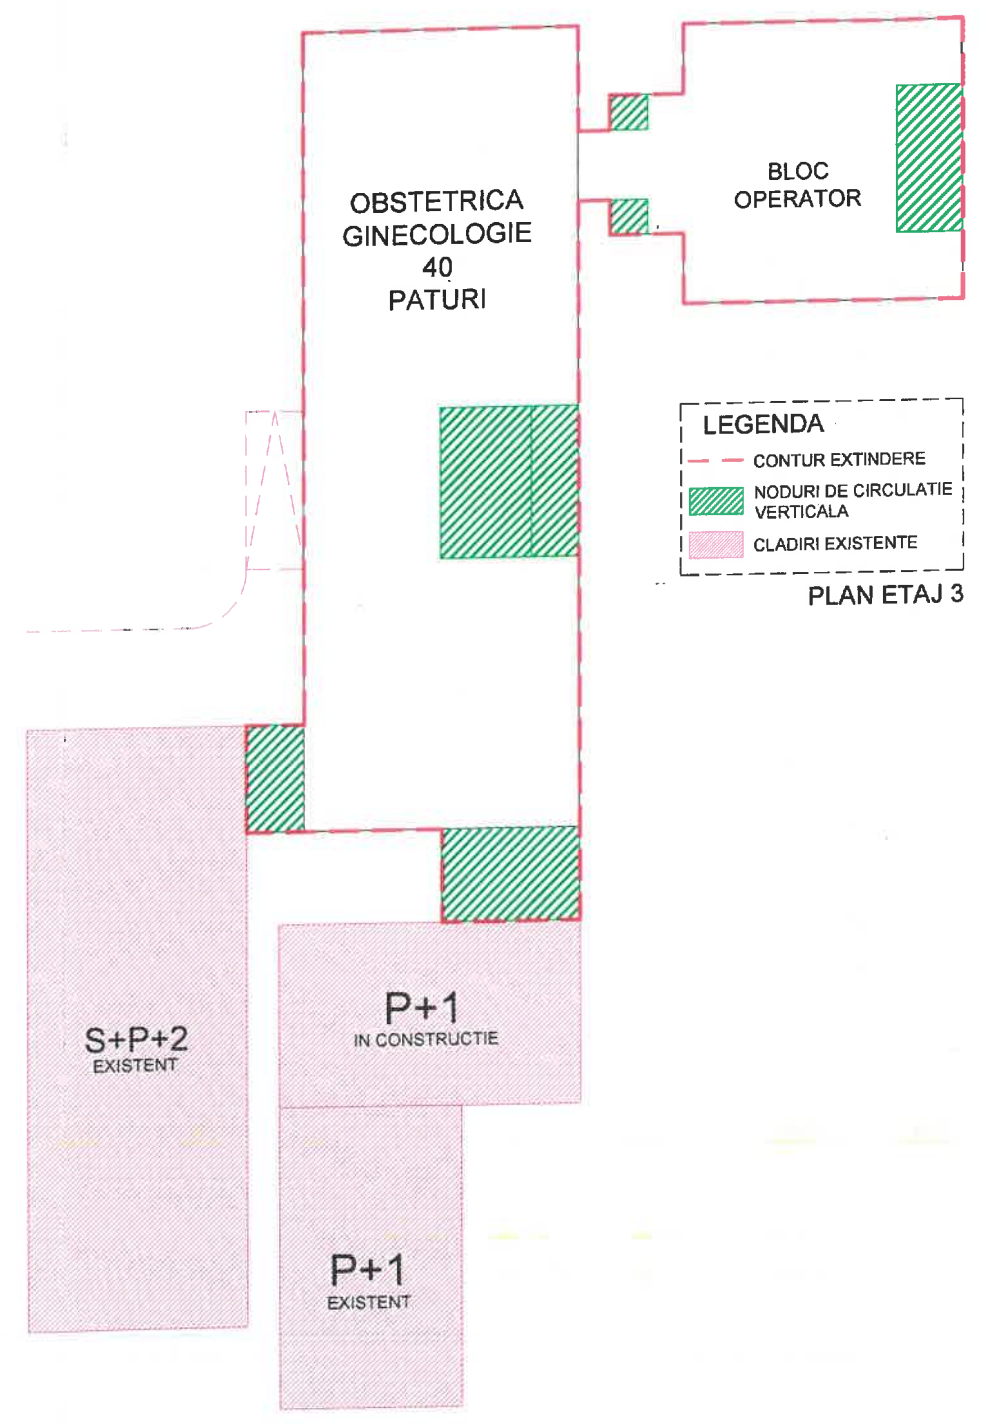 OBSTETRICA
GINECOLOGIE
40
PATURI
BLOC
OPERATOR
LEGENDA
CONTUR EXTINDERE
NODURI DE CIRCULATIE
VERTICALA
CLADIRI EXISTENTE
PLAN ETAJ 3
S+P+2
EXISTENT
P+1
IN CONSTRUCTIE
P+1
EXISTENT